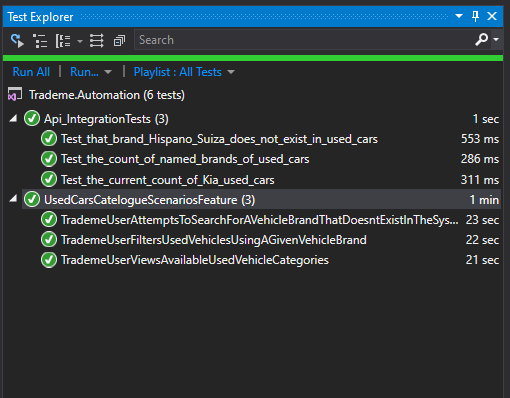 Test Explorer
Search
Run All | Run... | Playlist : All Tests
Trademe.Automation (6 tests)
Api_IntegrationTests (3) 1 sec
Test_that_brand_Hispano_Suiza_does_not_exist_in_used_cars 553 ms
Test_the_count_of_named_brands_of_used_cars 286 ms
Test_the_current_count_of_Kia_used_cars 311 ms
UsedCarsCatelogueScenariosFeature (3) 1 min
TrademeUserAttemptsToSearchForAVehicleBrandThatDoesntExistInTheSys... 23 sec
TrademeUserFiltersUsedVehiclesUsingAGivenVehicleBrand 22 sec
TrademeUserViewsAvailableUsedVehicleCategories 21 sec